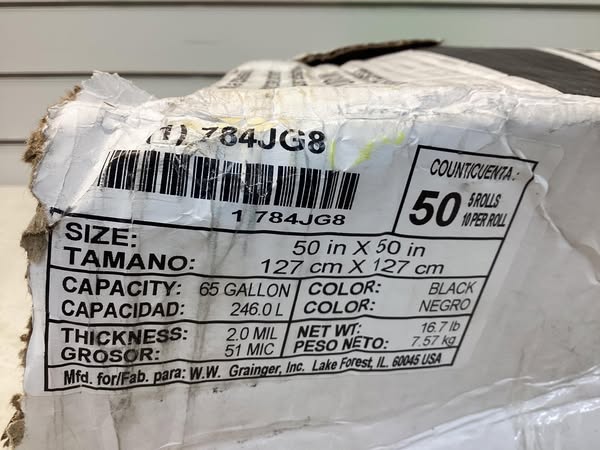 (1) 784JG8
1 784JG8
COUNT/CUENTA:
50 5 ROLLS
10 PER ROLL
SIZE: 50 in X 50 in
TAMANO: 127 cm X 127 cm
CAPACITY: 65 GALLON
CAPACIDAD: 246.0 L
COLOR: BLACK
COLOR: NEGRO
THICKNESS: 2.0 MIL
GROSOR: 51 MIC
NET WT: 16.7 lb
PESO NETO: 7.57 kg
Mfd. for/Fab. para: W.W. Grainger, Inc. Lake Forest, IL. 60045 USA